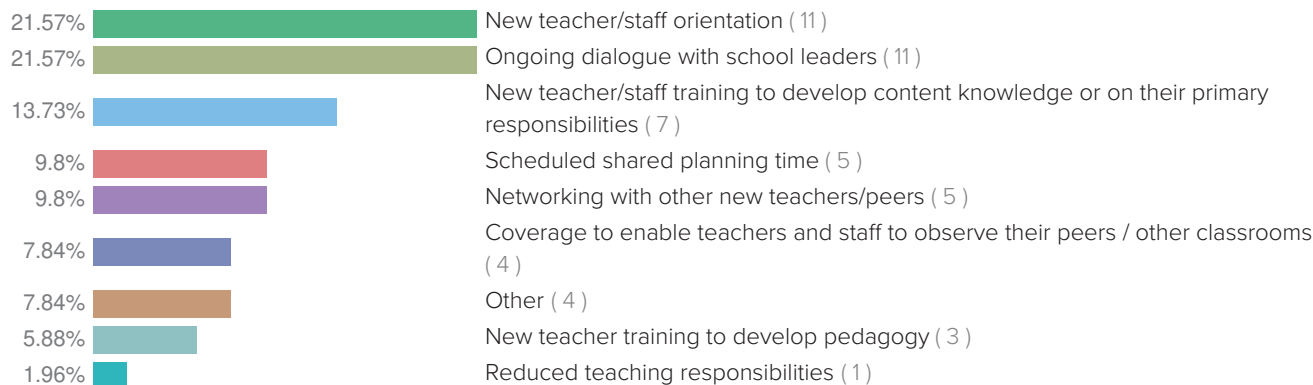 21.57% New teacher/staff orientation ( 11 )
21.57% Ongoing dialogue with school leaders ( 11 )
13.73% New teacher/staff training to develop content knowledge or on their primary
responsibilities ( 7 )
9.8% Scheduled shared planning time ( 5 )
9.8% Networking with other new teachers/peers ( 5 )
7.84% Coverage to enable teachers and staff to observe their peers / other classrooms
( 4 )
7.84% Other ( 4 )
5.88% New teacher training to develop pedagogy ( 3 )
1.96% Reduced teaching responsibilities ( 1 )